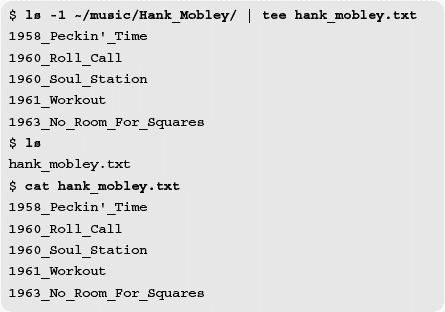 $ ls -1 ~/music/Hank_Mobley/ | tee hank_mobley.txt
1958_Peckin'_Time
1960_Roll_Call
1960_Soul_Station
1961_Workout
1963_No_Room_For_Squares
$ ls
hank_mobley.txt
$ cat hank_mobley.txt
1958_Peckin'_Time
1960_Roll_Call
1960_Soul_Station
1961_Workout
1963_No_Room_For_Squares